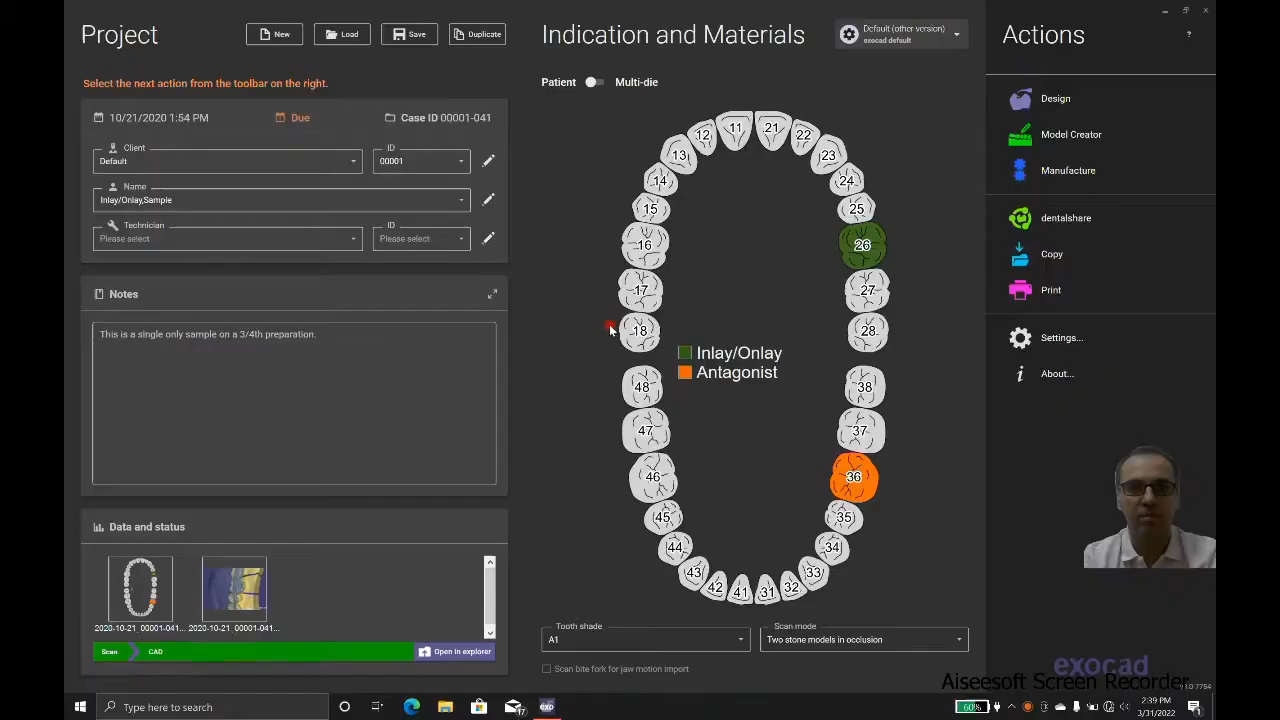 Project
New
Load
Save
Duplicate
Indication and Materials
Default (other version)
exocad default
Actions
?
Select the next action from the toolbar on the right.
Patient
Multi-die
10/21/2020 1:54 PM
Due
Case ID 00001-041
Client
Default
ID
00001
Name
Inlay/Onlay,Sample
Technician
Please select
ID
Please select
Notes
This is a single only sample on a 3/4th preparation.
Data and status
2020-10-21_00001-041...
2020-10-21_00001-041...
Scan
CAD
Open in explorer
11
21
12
22
13
23
14
24
15
25
16
26
17
27
18
28
Inlay/Onlay
Antagonist
48
38
47
37
46
36
45
35
44
34
43
33
42
32
41
31
Tooth shade
A1
Scan mode
Two stone models in occlusion
Scan bite fork for jaw motion import
Design
Model Creator
Manufacture
dentalshare
Copy
Print
Settings...
About...
exocad
Aiseesoft Screen Recorder
Type here to search
17
exo
60%
2:39 PM
3/31/2022